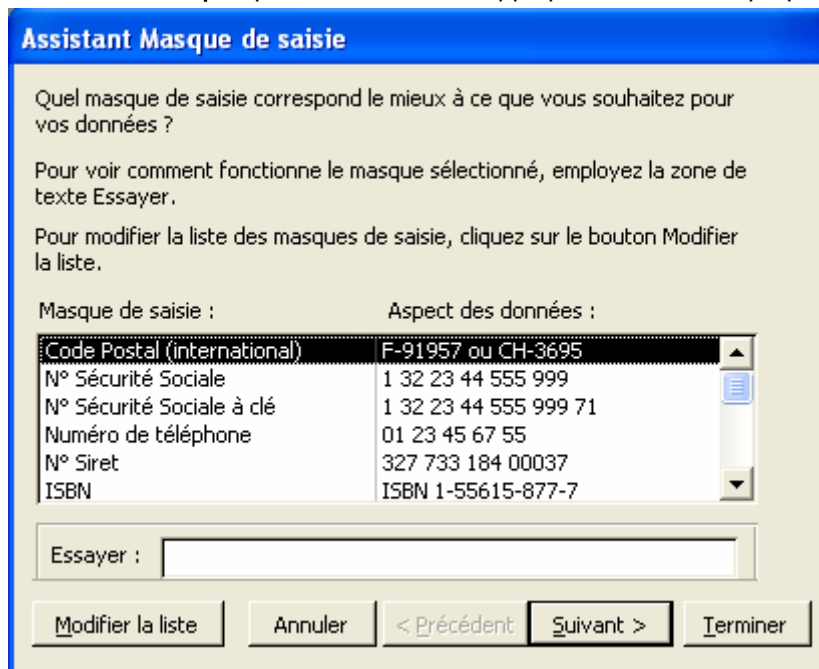 Assistant Masque de saisie
Quel masque de saisie correspond le mieux à ce que vous souhaitez pour
vos données ?
Pour voir comment fonctionne le masque sélectionné, employez la zone de
texte Essayer.
Pour modifier la liste des masques de saisie, cliquez sur le bouton Modifier
la liste.
Masque de saisie : Aspect des données :
Code Postal (international) F-91957 ou CH-3695
N° Sécurité Sociale 1 32 23 44 555 999
N° Sécurité Sociale à clé 1 32 23 44 555 999 71
Numéro de téléphone 01 23 45 67 55
N° Siret 327 733 184 00037
ISBN ISBN 1-55615-877-7
Essayer :
Modifier la liste Annuler < Précédent Suivant > Terminer